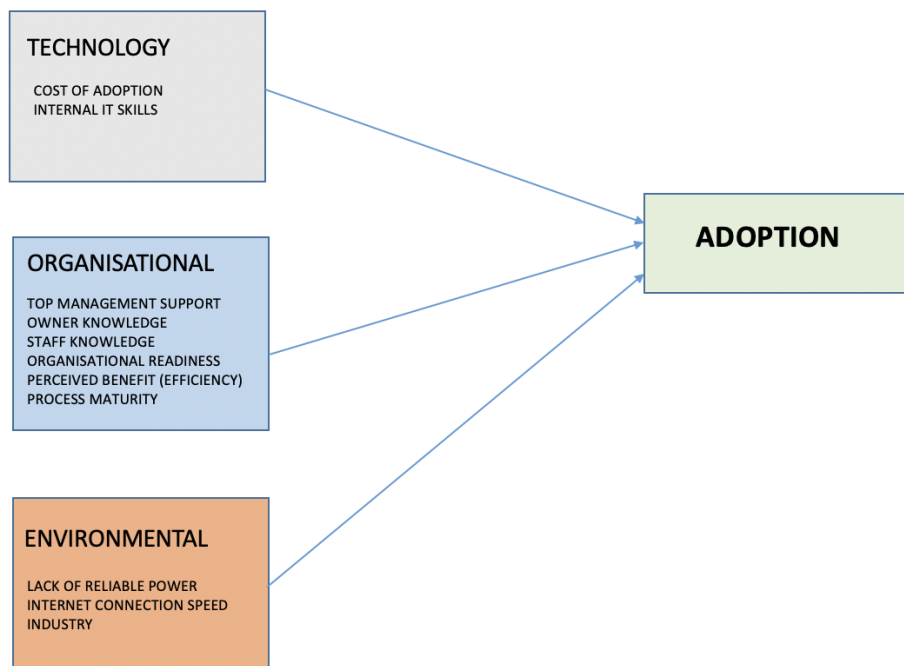 TECHNOLOGY
COST OF ADOPTION
INTERNAL IT SKILLS
ADOPTION
ORGANISATIONAL
TOP MANAGEMENT SUPPORT
OWNER KNOWLEDGE
STAFF KNOWLEDGE
ORGANISATIONAL READINESS
PERCEIVED BENEFIT (EFFICIENCY)
PROCESS MATURITY
ENVIRONMENTAL
LACK OF RELIABLE POWER
INTERNET CONNECTION SPEED
INDUSTRY